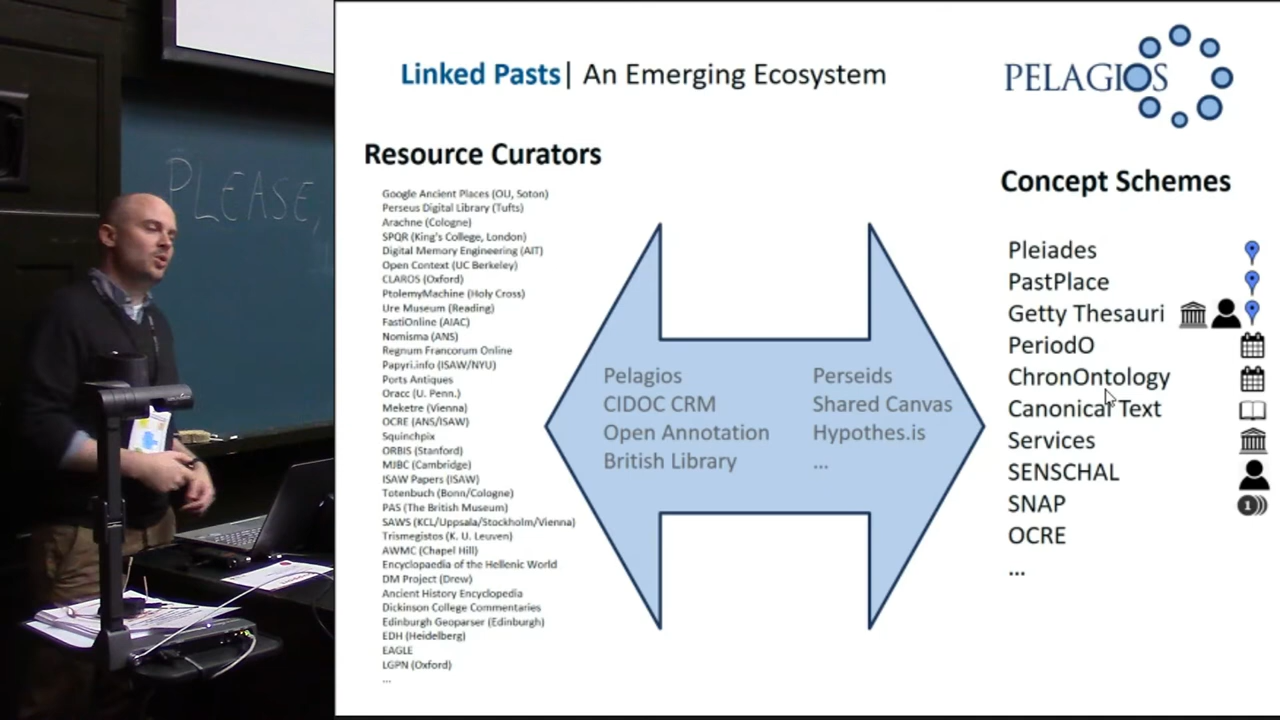 PLEASE,
Linked Pasts| An Emerging Ecosystem
PELAGIOS
Resource Curators
Google Ancient Places (OU, Soton)
Perseus Digital Library (Tufts)
Arachne (Cologne)
SPQR (King's College, London)
Digital Memory Engineering (AIT)
Open Context (UC Berkeley)
CLAROS (Oxford)
PtolemyMachine (Holy Cross)
Ure Museum (Reading)
FastiOnline (AIAC)
Nomisma (ANS)
Regnum Francorum Online
Papyri.info (ISAW/NYU)
Ports Antiques
Oracc (U. Penn.)
Meketre (Vienna)
OCRE (ANS/ISAW)
Squinchpix
ORBIS (Stanford)
MJBC (Cambridge)
ISAW Papers (ISAW)
Totenbuch (Bonn/Cologne)
PAS (The British Museum)
SAWS (KCL/Uppsala/Stockholm/Vienna)
Trismegistos (K. U. Leuven)
AWMC (Chapel Hill)
Encyclopaedia of the Hellenic World
DM Project (Drew)
Ancient History Encyclopedia
Dickinson College Commentaries
Edinburgh Geoparser (Edinburgh)
EDH (Heidelberg)
EAGLE
LGPN (Oxford)
...
Pelagios
CIDOC CRM
Open Annotation
British Library
Perseids
Shared Canvas
Hypothes.is
...
Concept Schemes
Pleiades
PastPlace
Getty Thesauri
PeriodO
ChronOntology
Canonical Text
Services
SENSCHAL
SNAP
1
OCRE
...